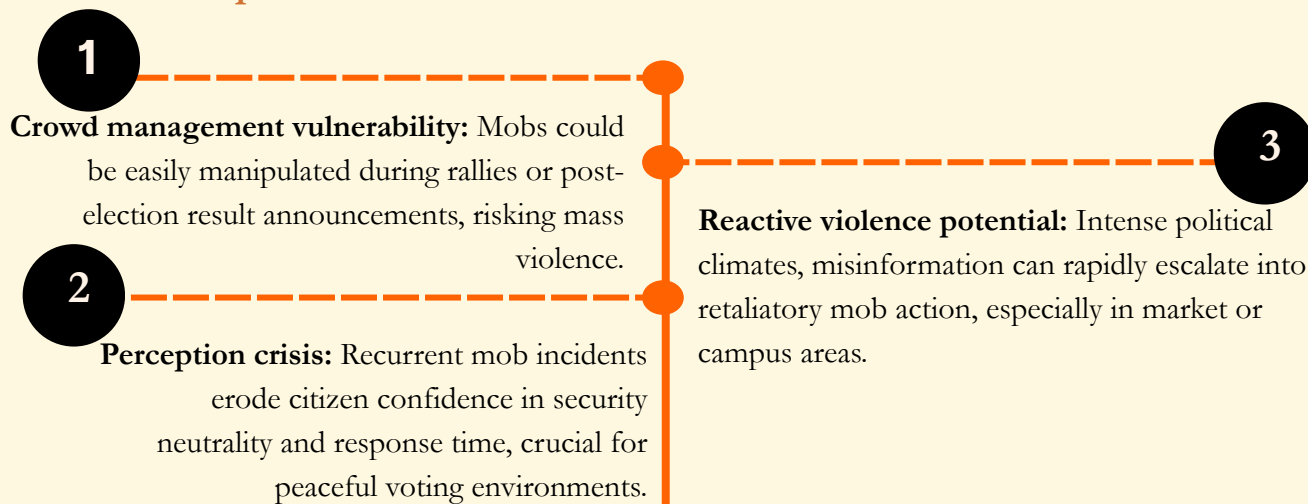 1
Crowd management vulnerability: Mobs could
be easily manipulated during rallies or post-
election result announcements, risking mass
violence.
2
Perception crisis: Recurrent mob incidents
erode citizen confidence in security
neutrality and response time, crucial for
peaceful voting environments.
3
Reactive violence potential: Intense political
climates, misinformation can rapidly escalate into
retaliatory mob action, especially in market or
campus areas.